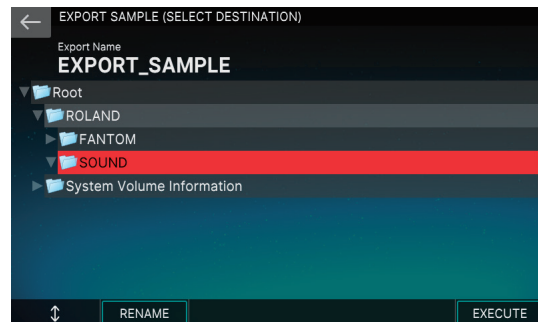 EXPORT SAMPLE (SELECT DESTINATION)
Export Name
EXPORT_SAMPLE
Root
ROLAND
FANTOM
SOUND
System Volume Information
RENAME
EXECUTE